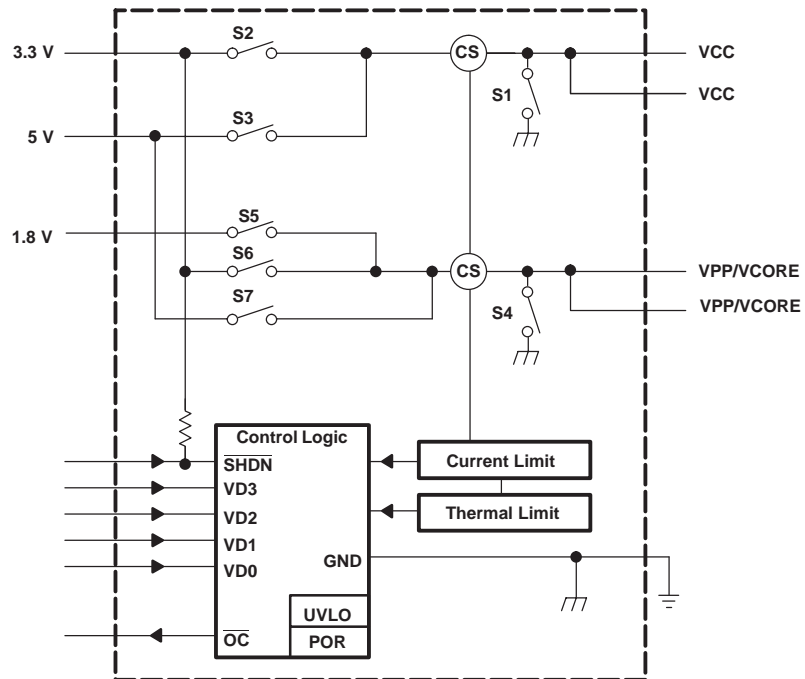 S2
3.3 V
CS
VCC
S1
VCC
S3
5 V
S5
1.8 V
S6
CS
VPP/VCORE
S7
S4
VPP/VCORE
Control Logic
SHDN
Current Limit
VD3
VD2
Thermal Limit
VD1
GND
VD0
UVLO
OC
POR